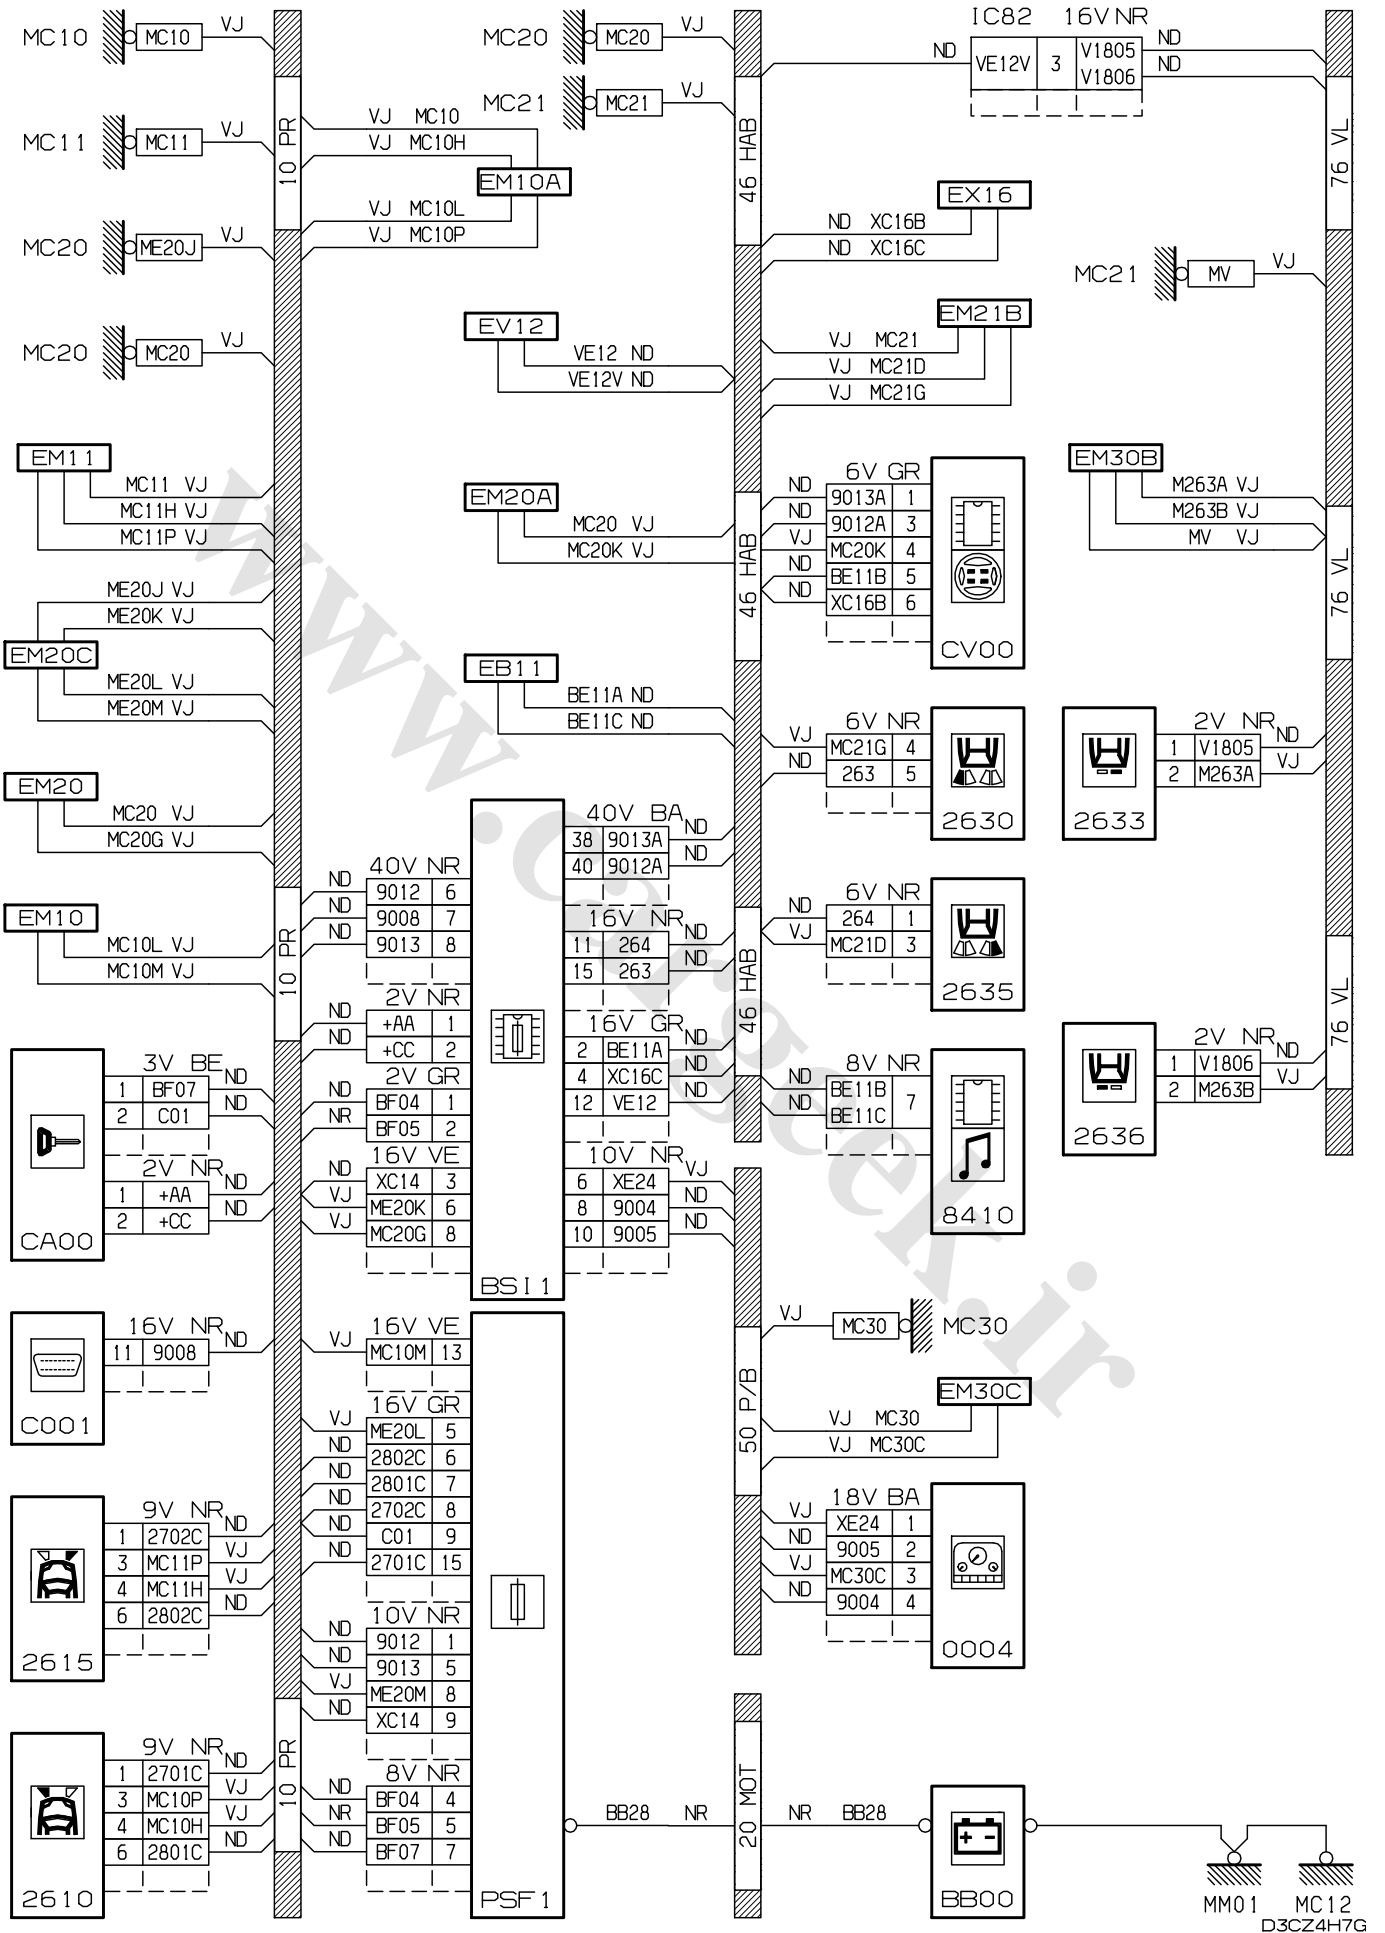 MC10 MC10 VJ
MC11 MC11 VJ
MC20 ME20J VJ
MC20 MC20 VJ
10 PR
VJ MC10
VJ MC10H
EM10A
VJ MC10L
VJ MC10P
EM11
MC11 VJ
MC11H VJ
MC11P VJ
ME20J VJ
ME20K VJ
EM20C
ME20L VJ
ME20M VJ
EM20
MC20 VJ
MC20G VJ
EM10
MC10L VJ
MC10M VJ
10 PR
3V BE
1 BF07 ND
2 C01 ND
2V NR
1 +AA ND
2 +CC ND
CA00
16V NR
11 9008 ND
C001
9V NR
1 2702C ND
3 MC11P VJ
4 MC11H VJ
6 2802C ND
2615
9V NR
1 2701C ND
3 MC10P VJ
4 MC10H VJ
6 2801C ND
2610
10 PR
MC20 MC20 VJ
MC21 MC21 VJ
EV12
VE12 ND
VE12V ND
EM20A
MC20 VJ
MC20K VJ
EB11
BE11A ND
BE11C ND
40V NR
ND 9012 6
ND 9008 7
ND 9013 8
2V NR
ND +AA 1
ND +CC 2
2V GR
ND BF04 1
NR BF05 2
16V VE
ND XC14 3
VJ ME20K 6
VJ MC20G 8
40V BA
38 9013A ND
40 9012A ND
16V NR
11 264 ND
15 263 ND
16V GR
2 BE11A ND
4 XC16C ND
12 VE12 ND
10V NR
6 XE24 VJ
8 9004 ND
10 9005 ND
BSI1
16V VE
VJ MC10M 13
16V GR
VJ ME20L 5
ND 2802C 6
ND 2801C 7
ND 2702C 8
ND C01 9
ND 2701C 15
10V NR
ND 9012 1
ND 9013 5
VJ ME20M 8
ND XC14 9
8V NR
ND BF04 4
NR BF05 5
ND BF07 7
PSF1
BB28 NR
46 HAB
46 HAB
46 HAB
50 P/B
20 MOT
IC82 16V NR
ND VE12V 3 V1805 ND
V1806 ND
EX16
ND XC16B
ND XC16C
EM21B
VJ MC21
VJ MC21D
VJ MC21G
6V GR
ND 9013A 1
ND 9012A 3
VJ MC20K 4
ND BE11B 5
ND XC16B 6
CV00
6V NR
VJ MC21G 4
ND 263 5
2630
6V NR
ND 264 1
VJ MC21D 3
2635
8V NR
ND BE11B 7
ND BE11C
8410
VJ MC30 MC30
EM30C
VJ MC30
VJ MC30C
18V BA
VJ XE24 1
ND 9005 2
VJ MC30C 3
ND 9004 4
0004
NR BB28
+ -
BB00
MC21 MV VJ
EM30B
M263A VJ
M263B VJ
MV VJ
2V NR
1 V1805 ND
2 M263A VJ
2633
2V NR
1 V1806 ND
2 M263B VJ
2636
76 VL
76 VL
76 VL
MM01 MC12
D3CZ4H7G
www.cargeek.ir